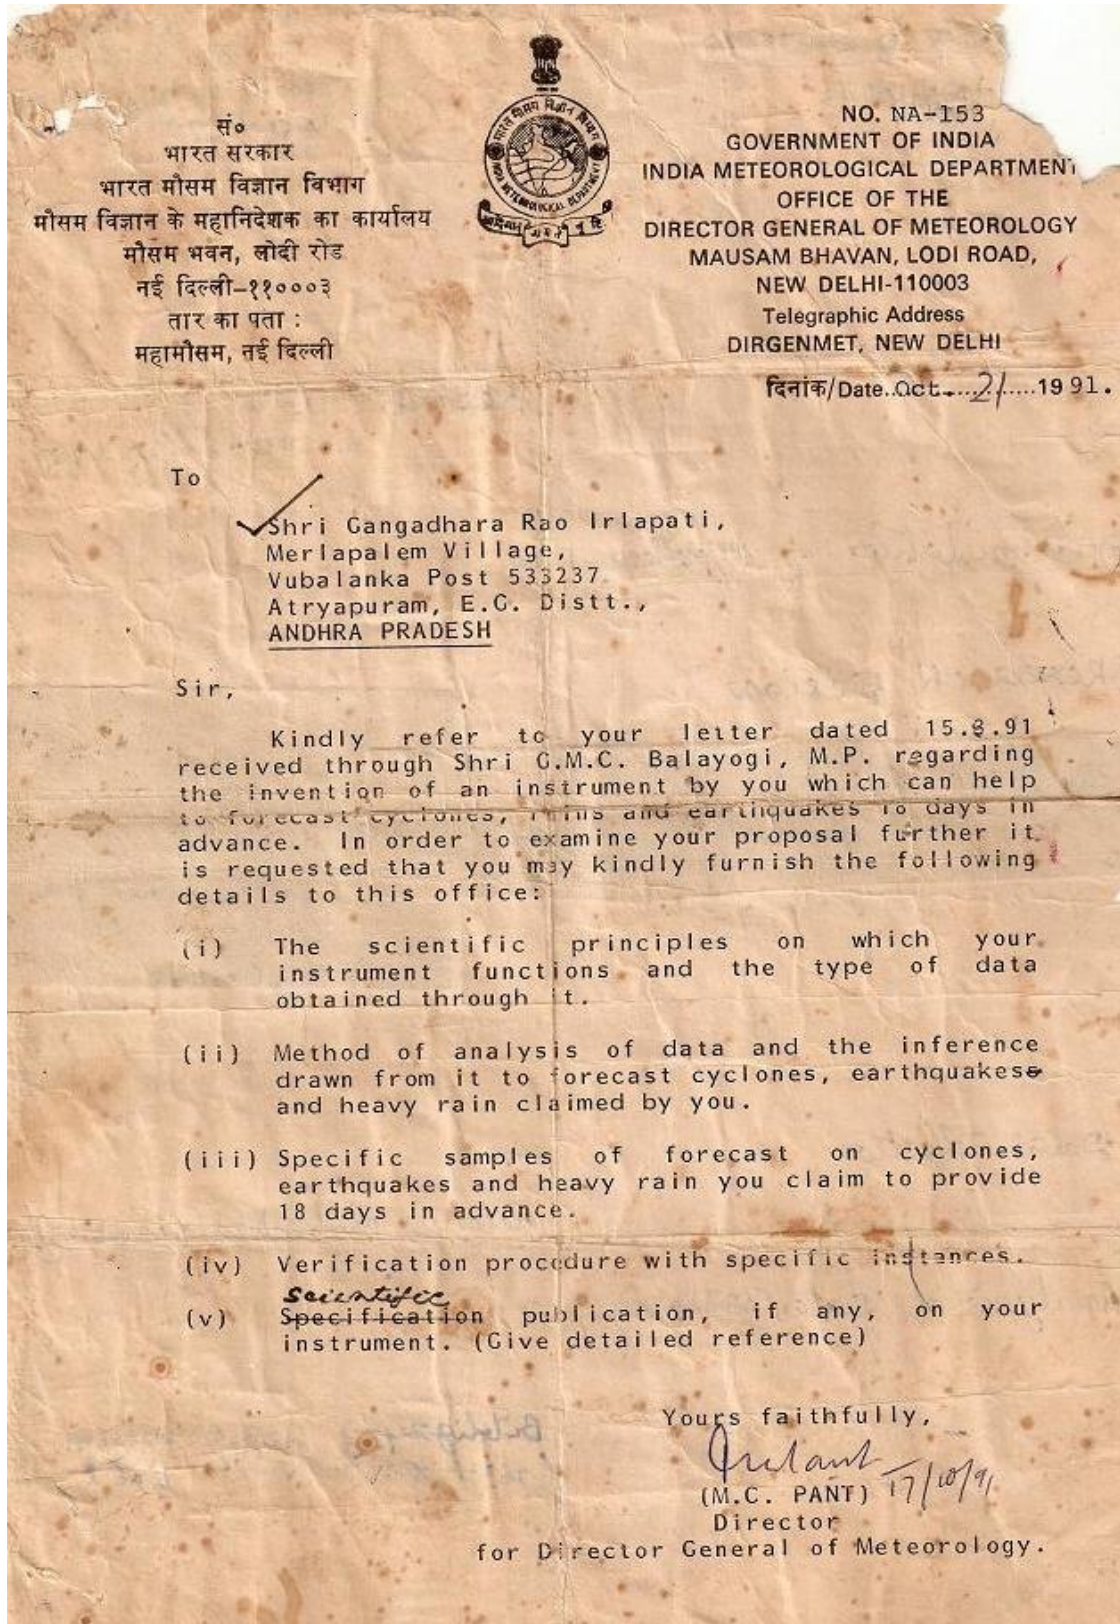 सं०
भारत सरकार
भारत मौसम विज्ञान विभाग
मौसम विज्ञान के महानिदेशक का कार्यालय
मौसम भवन, लोदी रोड
नई दिल्ली–११०००३
तार का पता :
महामौसम, नई दिल्ली
NO. NA-153
GOVERNMENT OF INDIA
INDIA METEOROLOGICAL DEPARTMENT
OFFICE OF THE
DIRECTOR GENERAL OF METEOROLOGY
MAUSAM BHAVAN, LODI ROAD,
NEW DELHI-110003
Telegraphic Address
DIRGENMET, NEW DELHI
दिनांक/Date..Oct.....21.....1991.
भारत मौसम विज्ञान विभाग
INDIA METEOROLOGICAL DEPARTMENT
To
Shri Gangadhara Rao Irlapati,
Merlapalem Village,
Vubalanka Post 533237
Atryapuram, E.G. Distt.,
ANDHRA PRADESH
Sir,
Kindly refer to your letter dated 15.8.91
received through Shri G.M.C. Balayogi, M.P. regarding
the invention of an instrument by you which can help
to forecast cyclones, rains and earthquakes 18 days in
advance. In order to examine your proposal further it
is requested that you may kindly furnish the following
details to this office:
(i) The scientific principles on which your
instrument functions and the type of data
obtained through it.
(ii) Method of analysis of data and the inference
drawn from it to forecast cyclones, earthquakes
and heavy rain claimed by you.
(iii) Specific samples of forecast on cyclones,
earthquakes and heavy rain you claim to provide
18 days in advance.
(iv) Verification procedure with specific instances.
scientific
(v) Specification publication, if any, on your
instrument. (Give detailed reference)
Yours faithfully,
17/10/91
(M.C. PANT)
Director
for Director General of Meteorology.